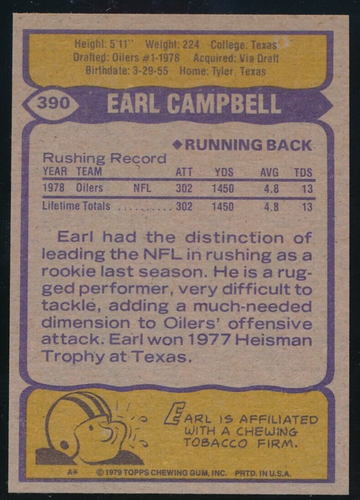 Height: 5'11" Weight: 224 College: Texas
Drafted: Oilers #1-1978 Acquired: Via Draft
Birthdate: 3-29-55 Home: Tyler, Texas
390 EARL CAMPBELL
◆RUNNING BACK
Rushing Record
YEAR TEAM ATT YDS AVG TDS
1978 Oilers NFL 302 1450 4.8 13
Lifetime Totals .......... 302 1450 4.8 13
Earl had the distinction of
leading the NFL in rushing as a
rookie last season. He is a rug-
ged performer, very difficult to
tackle, adding a much-needed
dimension to Oilers' offensive
attack. Earl won 1977 Heisman
Trophy at Texas.
EARL IS AFFILIATED
WITH A CHEWING
TOBACCO FIRM.
© 1979 TOPPS CHEWING GUM, INC. PRTD. IN U.S.A.